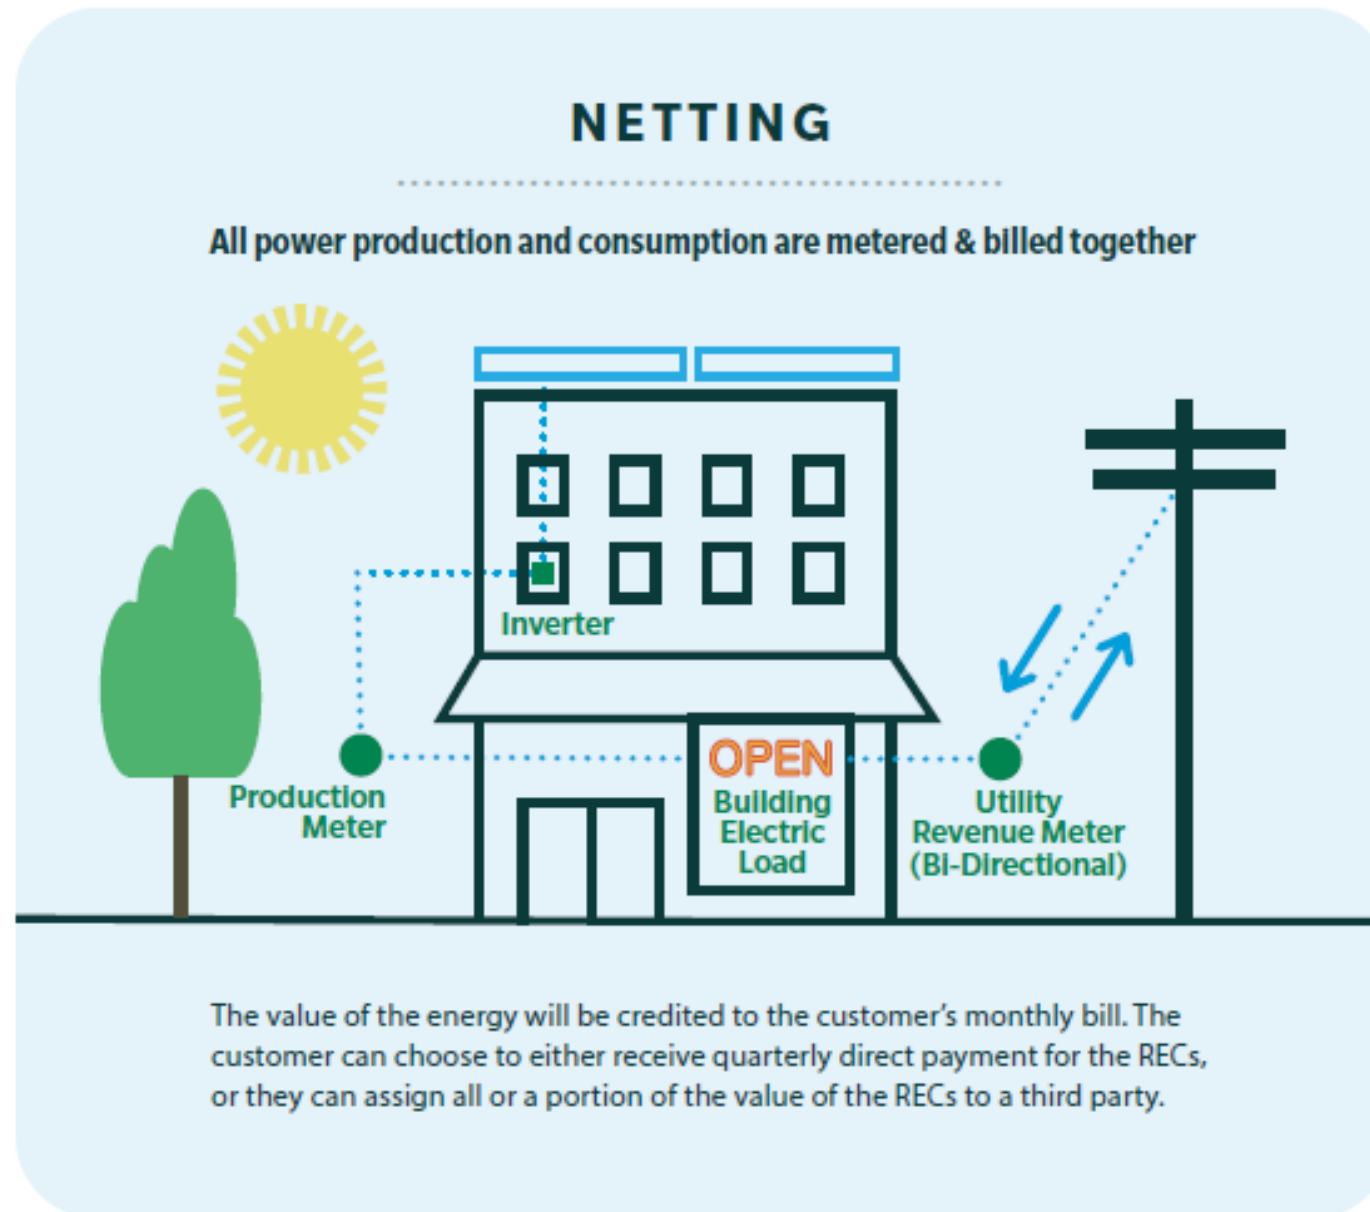 NETTING
All power production and consumption are metered & billed together
Inverter
Production
Meter
OPEN
Building
Electric
Load
Utility
Revenue Meter
(Bi-Directional)
The value of the energy will be credited to the customer’s monthly bill. The
customer can choose to either receive quarterly direct payment for the RECs,
or they can assign all or a portion of the value of the RECs to a third party.